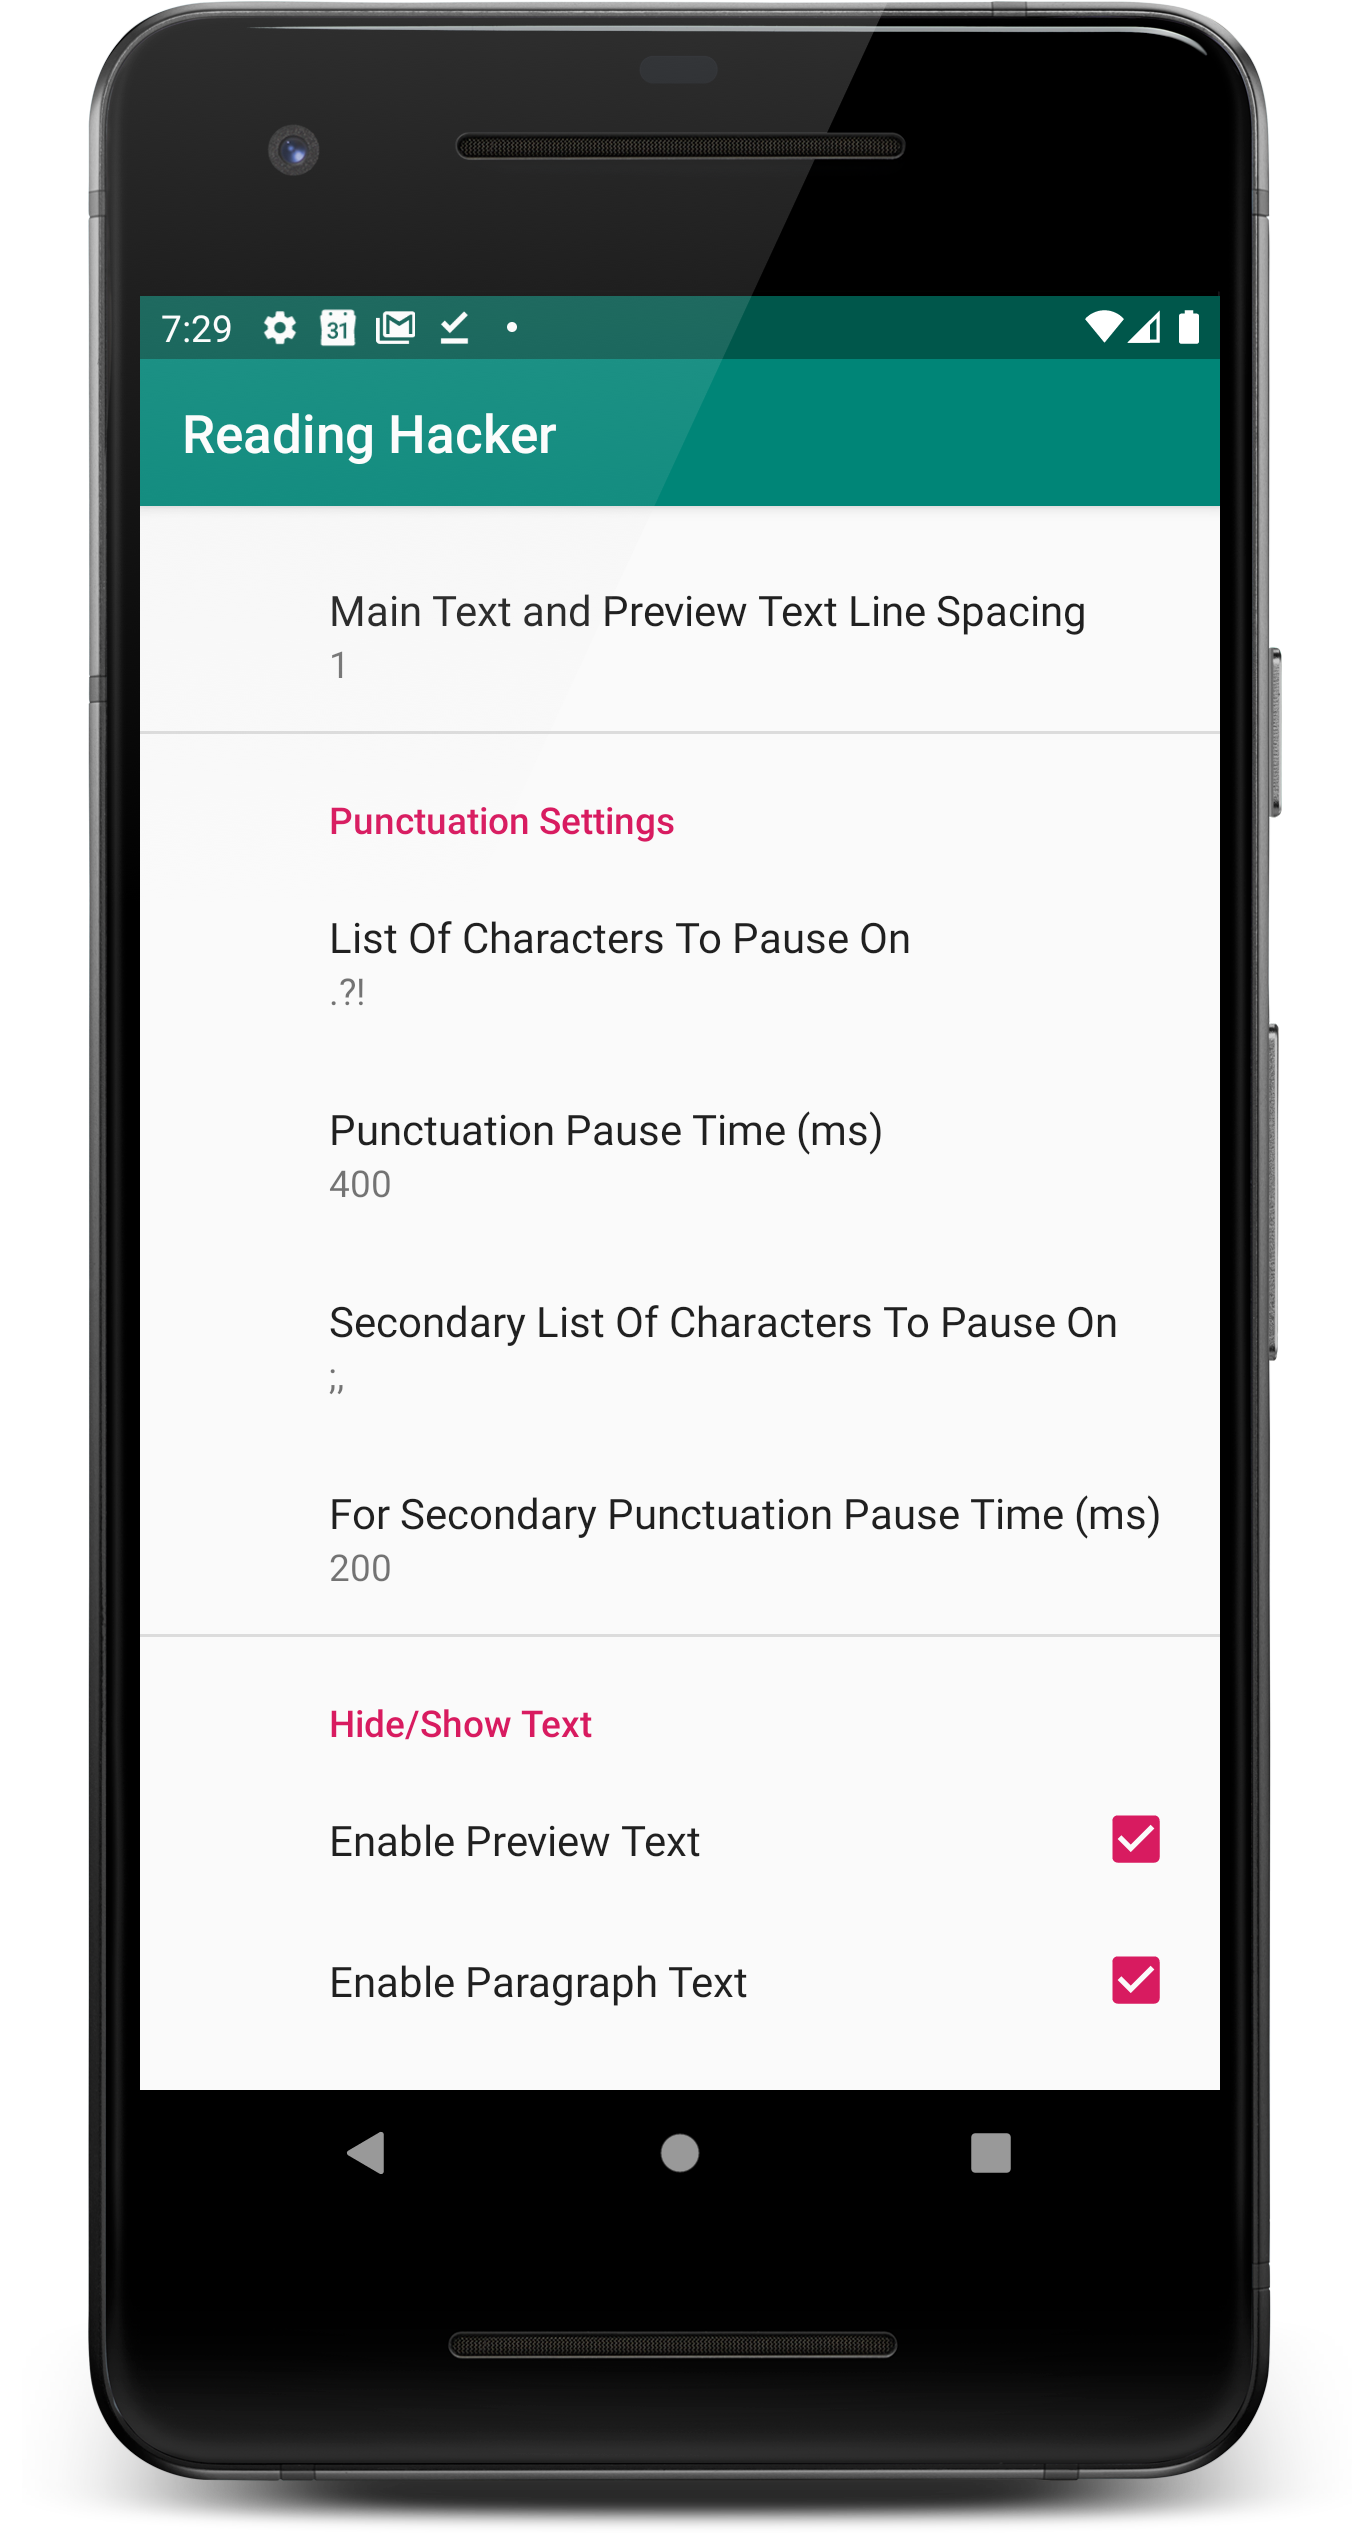 7:29
31
Reading Hacker
Main Text and Preview Text Line Spacing
1
Punctuation Settings
List Of Characters To Pause On
.?!
Punctuation Pause Time (ms)
400
Secondary List Of Characters To Pause On
;,,
For Secondary Punctuation Pause Time (ms)
200
Hide/Show Text
Enable Preview Text
Enable Paragraph Text